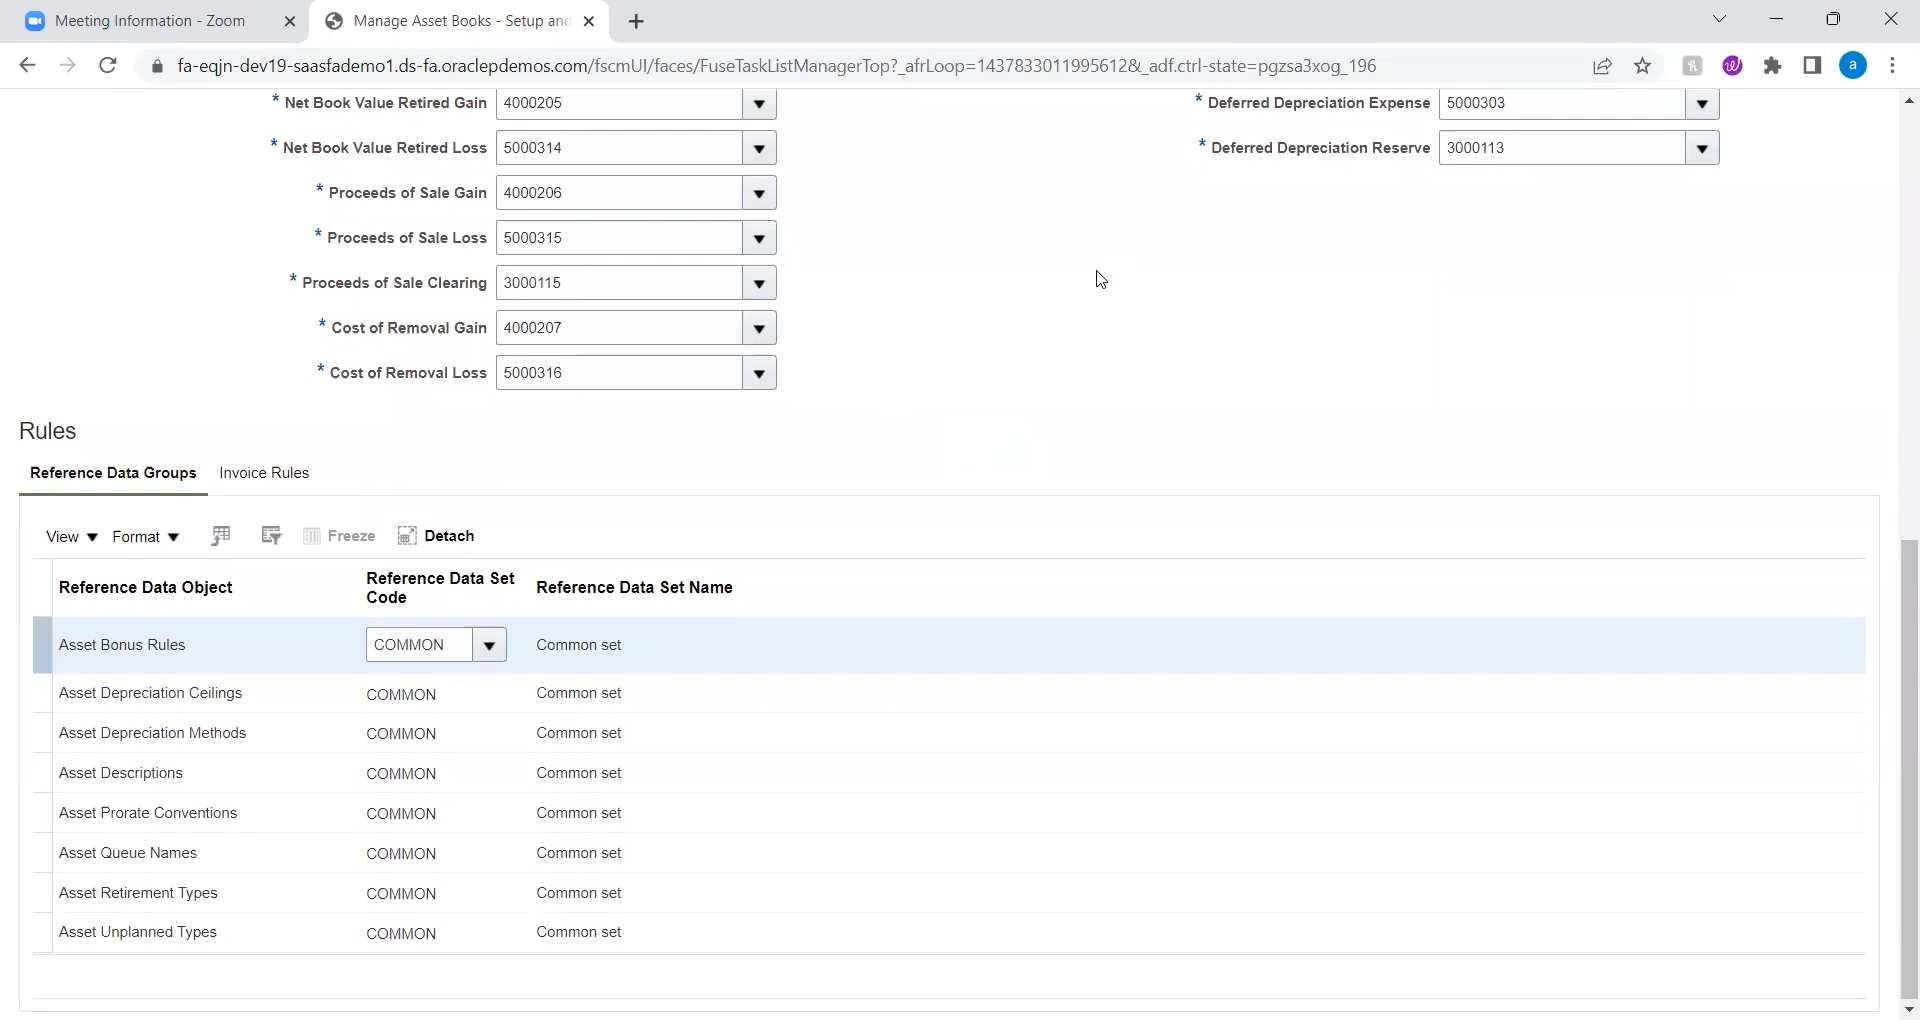 Meeting Information - Zoom
Manage Asset Books - Setup and
fa-eqjn-dev19-saasfademo1.ds-fa.oraclepdemos.com/fscmUI/faces/FuseTaskListManagerTop?_afrLoop=14378330119956128&_adf.ctrl-state=pgzsa3xog_196
a
* Net Book Value Retired Gain 4000205
* Deferred Depreciation Expense 5000303
* Net Book Value Retired Loss 5000314
* Deferred Depreciation Reserve 3000113
* Proceeds of Sale Gain 4000206
* Proceeds of Sale Loss 5000315
* Proceeds of Sale Clearing 3000115
* Cost of Removal Gain 4000207
* Cost of Removal Loss 5000316
Rules
Reference Data Groups Invoice Rules
View Format Freeze Detach
Reference Data Object Reference Data Set Code Reference Data Set Name
Asset Bonus Rules COMMON Common set
Asset Depreciation Ceilings COMMON Common set
Asset Depreciation Methods COMMON Common set
Asset Descriptions COMMON Common set
Asset Prorate Conventions COMMON Common set
Asset Queue Names COMMON Common set
Asset Retirement Types COMMON Common set
Asset Unplanned Types COMMON Common set